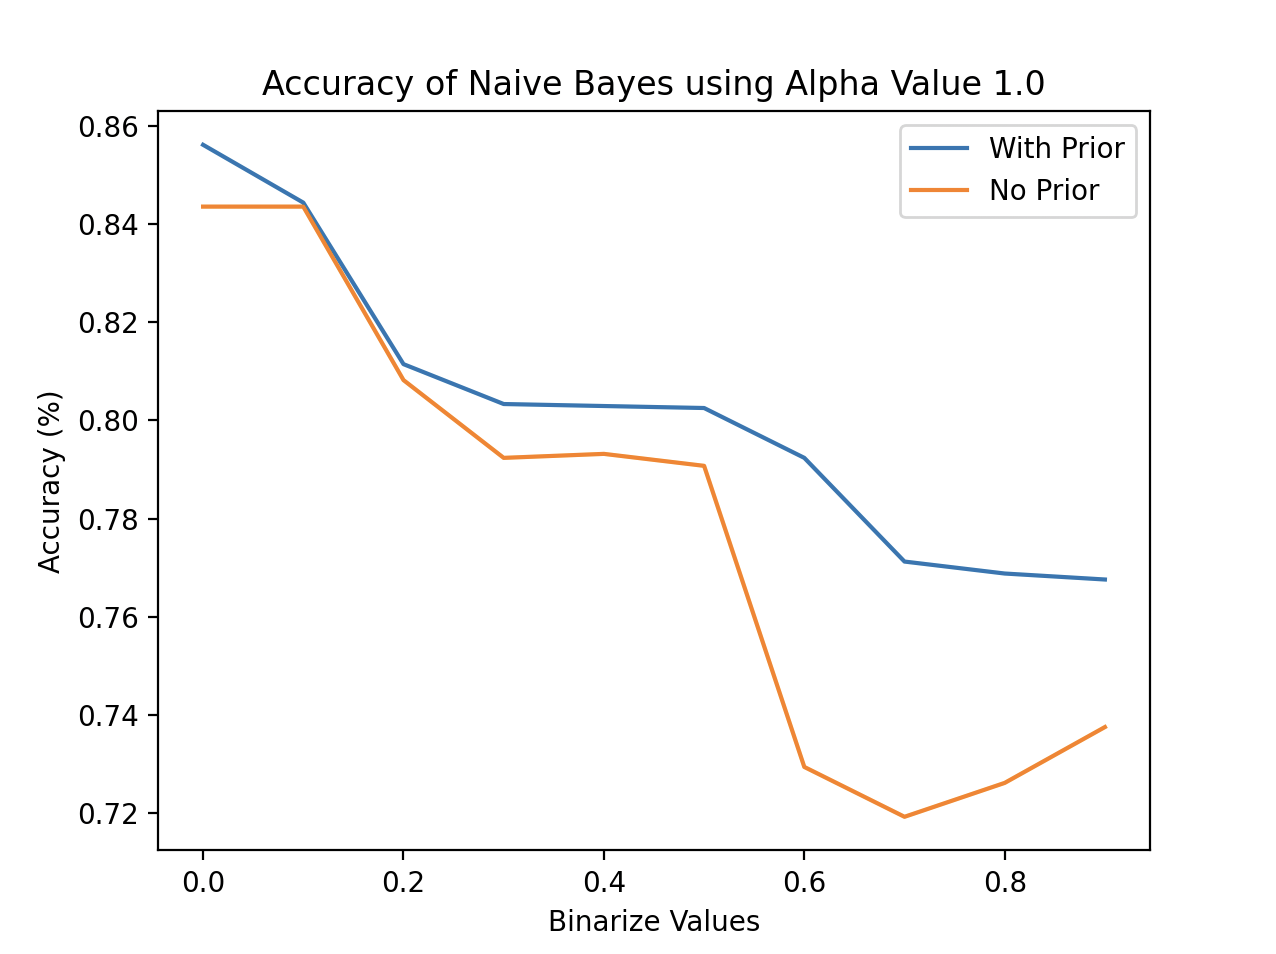 Accuracy of Naive Bayes using Alpha Value 1.0
With Prior
No Prior
0.86
0.84
0.82
0.80
0.78
0.76
0.74
0.72
Accuracy (%)
0.0 0.2 0.4 0.6 0.8
Binarize Values